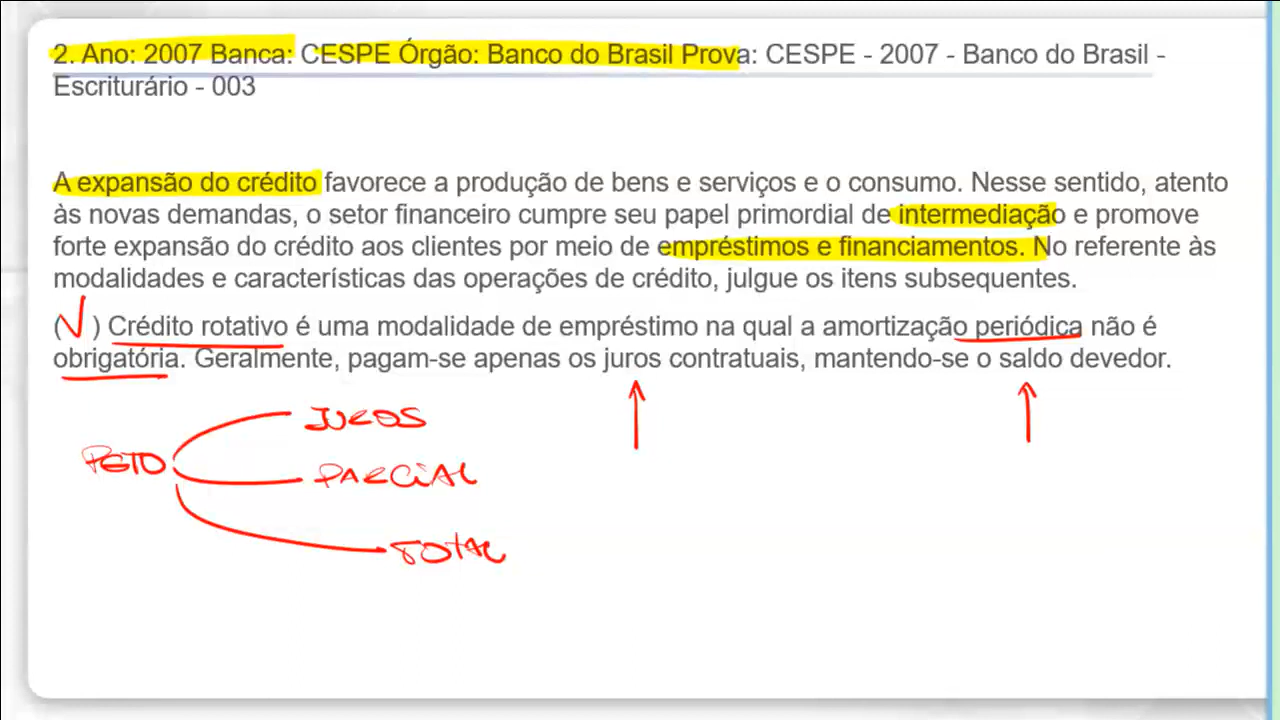 2. Ano: 2007 Banca: CESPE Órgão: Banco do Brasil Prova: CESPE - 2007 - Banco do Brasil -
Escriturário - 003
A expansão do crédito favorece a produção de bens e serviços e o consumo. Nesse sentido, atento
às novas demandas, o setor financeiro cumpre seu papel primordial de intermediação e promove
forte expansão do crédito aos clientes por meio de empréstimos e financiamentos. No referente às
modalidades e características das operações de crédito, julgue os itens subsequentes.
(√) Crédito rotativo é uma modalidade de empréstimo na qual a amortização periódica não é
obrigatória. Geralmente, pagam-se apenas os juros contratuais, mantendo-se o saldo devedor.
JUROS
PGTO
PARCIAL
TOTAL